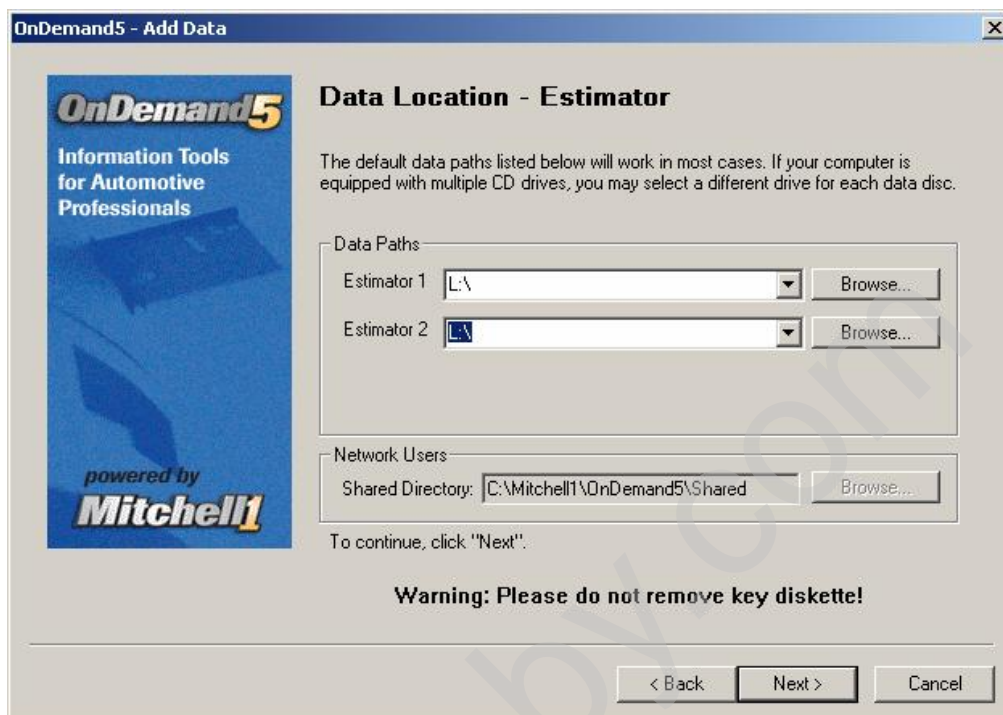 OnDemand5 - Add Data
OnDemand5
Information Tools
for Automotive
Professionals
powered by
Mitchell1
Data Location - Estimator
The default data paths listed below will work in most cases. If your computer is
equipped with multiple CD drives, you may select a different drive for each data disc.
Data Paths
Estimator 1 L:\ Browse...
Estimator 2 L:\ Browse...
Network Users
Shared Directory: C:\Mitchell1\OnDemand5\Shared Browse...
To continue, click "Next".
Warning: Please do not remove key diskette!
< Back Next > Cancel
by.com